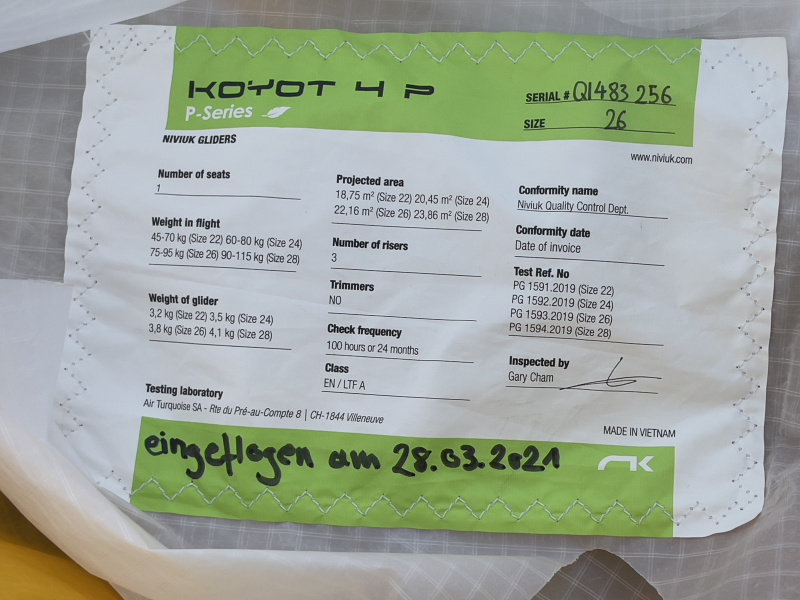 KOYOT 4 P
P-Series
SERIAL # Q1483 256
SIZE 26
NIVIUK GLIDERS
www.niviuk.com
Number of seats
1
Weight in flight
45-70 kg (Size 22) 60-80 kg (Size 24)
75-95 kg (Size 26) 90-115 kg (Size 28)
Weight of glider
3,2 kg (Size 22) 3,5 kg (Size 24)
3,8 kg (Size 26) 4,1 kg (Size 28)
Projected area
18,75 m² (Size 22) 20,45 m² (Size 24)
22,16 m² (Size 26) 23,86 m² (Size 28)
Number of risers
3
Trimmers
NO
Check frequency
100 hours or 24 months
Class
EN / LTF A
Conformity name
Niviuk Quality Control Dept.
Conformity date
Date of invoice
Test Ref. No
PG 1591.2019 (Size 22)
PG 1592.2019 (Size 24)
PG 1593.2019 (Size 26)
PG 1594.2019 (Size 28)
Inspected by
Gary Cham
Testing laboratory
Air Turquoise SA - Rte du Pré-au-Compte 8 | CH-1844 Villeneuve
MADE IN VIETNAM
eingeflogen am 28.03.2021